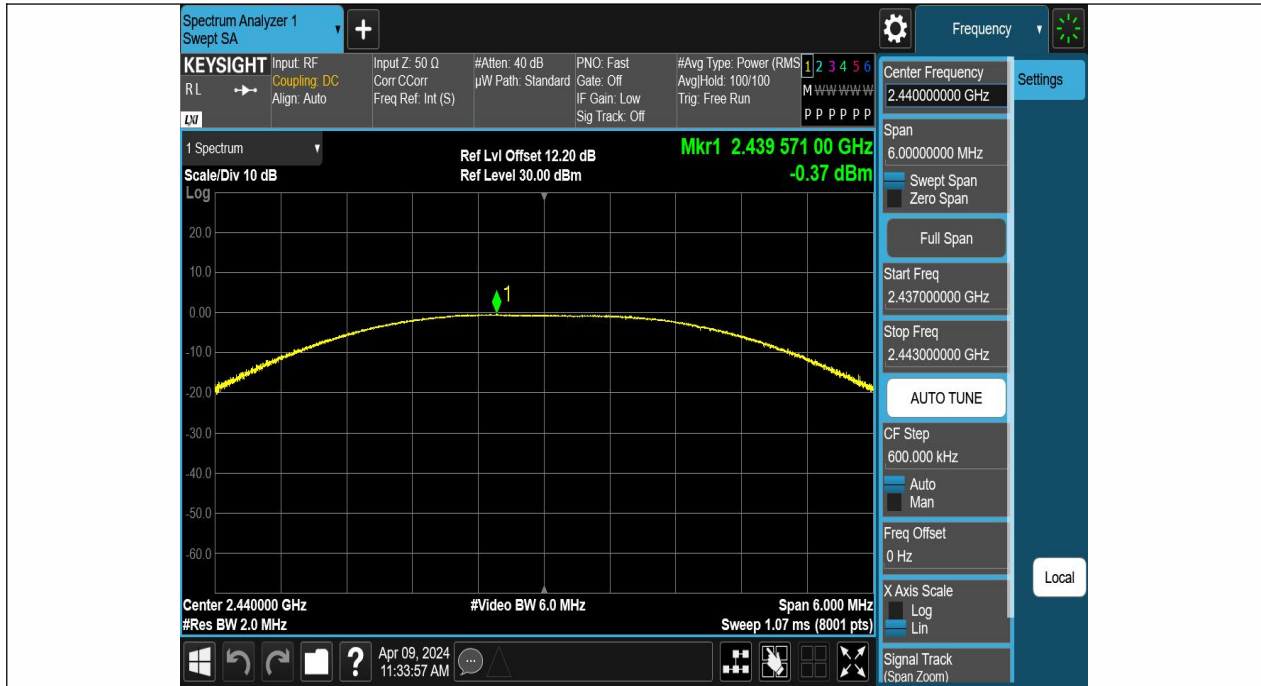 Spectrum Analyzer 1
Swept SA
Frequency
KEYSIGHT
RL
LXI
Input: RF
Coupling: DC
Align: Auto
Input Z: 50 Ω
Corr CCorr
Freq Ref: Int (S)
#Atten: 40 dB
µW Path: Standard
PNO: Fast
Gate: Off
IF Gain: Low
Sig Track: Off
#Avg Type: Power (RMS
Avg|Hold: 100/100
Trig: Free Run
1 2 3 4 5 6
M W W W W W
P P P P P P
1 Spectrum
Scale/Div 10 dB
Log
Ref Lvl Offset 12.20 dB
Ref Level 30.00 dBm
Mkr1 2.439 571 00 GHz
-0.37 dBm
20.0
10.0
1
0.00
-10.0
-20.0
-30.0
-40.0
-50.0
-60.0
Center 2.440000 GHz
#Res BW 2.0 MHz
#Video BW 6.0 MHz
Span 6.000 MHz
Sweep 1.07 ms (8001 pts)
Center Frequency
2.440000000 GHz
Span
6.00000000 MHz
Swept Span
Zero Span
Full Span
Start Freq
2.437000000 GHz
Stop Freq
2.443000000 GHz
AUTO TUNE
CF Step
600.000 kHz
Auto
Man
Freq Offset
0 Hz
X Axis Scale
Log
Lin
Signal Track
(Span Zoom)
Settings
Local
?
Apr 09, 2024
11:33:57 AM